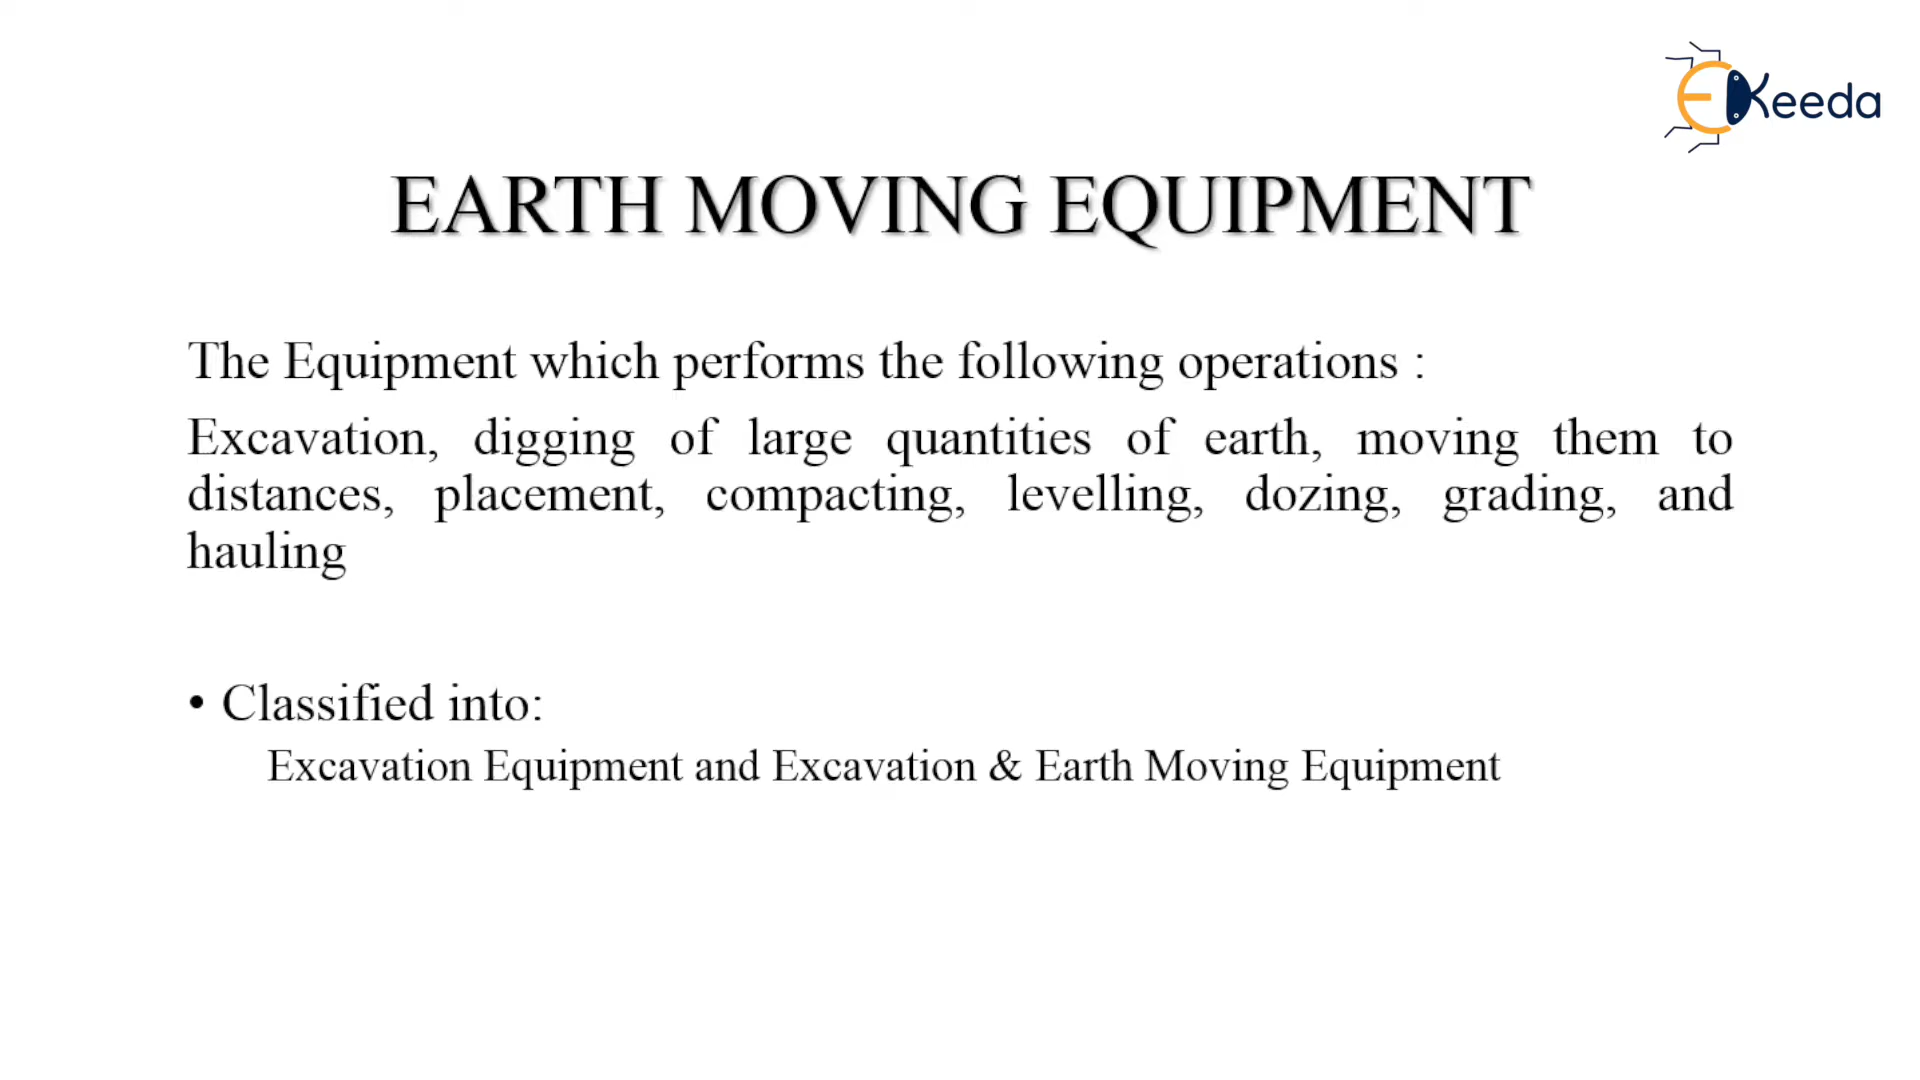 EKeeda
EARTH MOVING EQUIPMENT
The Equipment which performs the following operations :
Excavation, digging of large quantities of earth, moving them to
distances, placement, compacting, levelling, dozing, grading, and
hauling
• Classified into:
Excavation Equipment and Excavation & Earth Moving Equipment